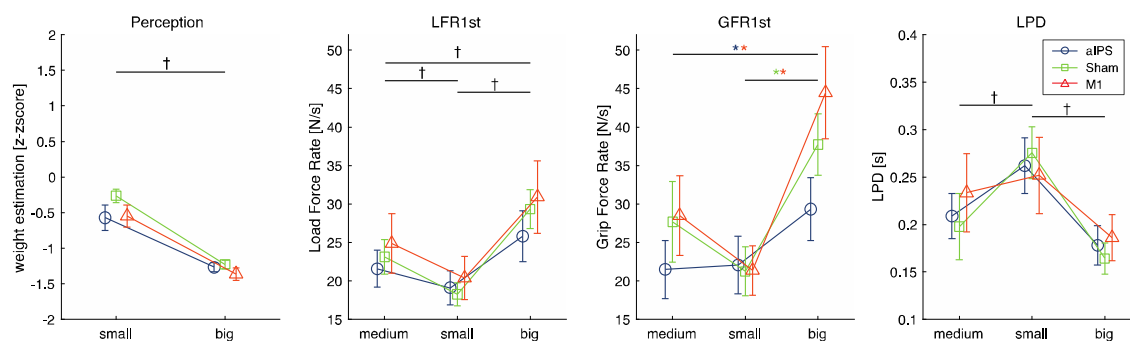 Perception
weight estimation [z-zscore]
2
1.5
1
0.5
0
-0.5
-1
-1.5
-2
†
small big
LFR1st
Load Force Rate [N/s]
50
45
40
35
30
25
20
15
†
† †
medium small big
GFR1st
Grip Force Rate [N/s]
50
45
40
35
30
25
20
15
**
**
medium small big
LPD
LPD [s]
0.4
0.35
0.3
0.25
0.2
0.15
0.1
aIPS
Sham
M1
† †
medium small big